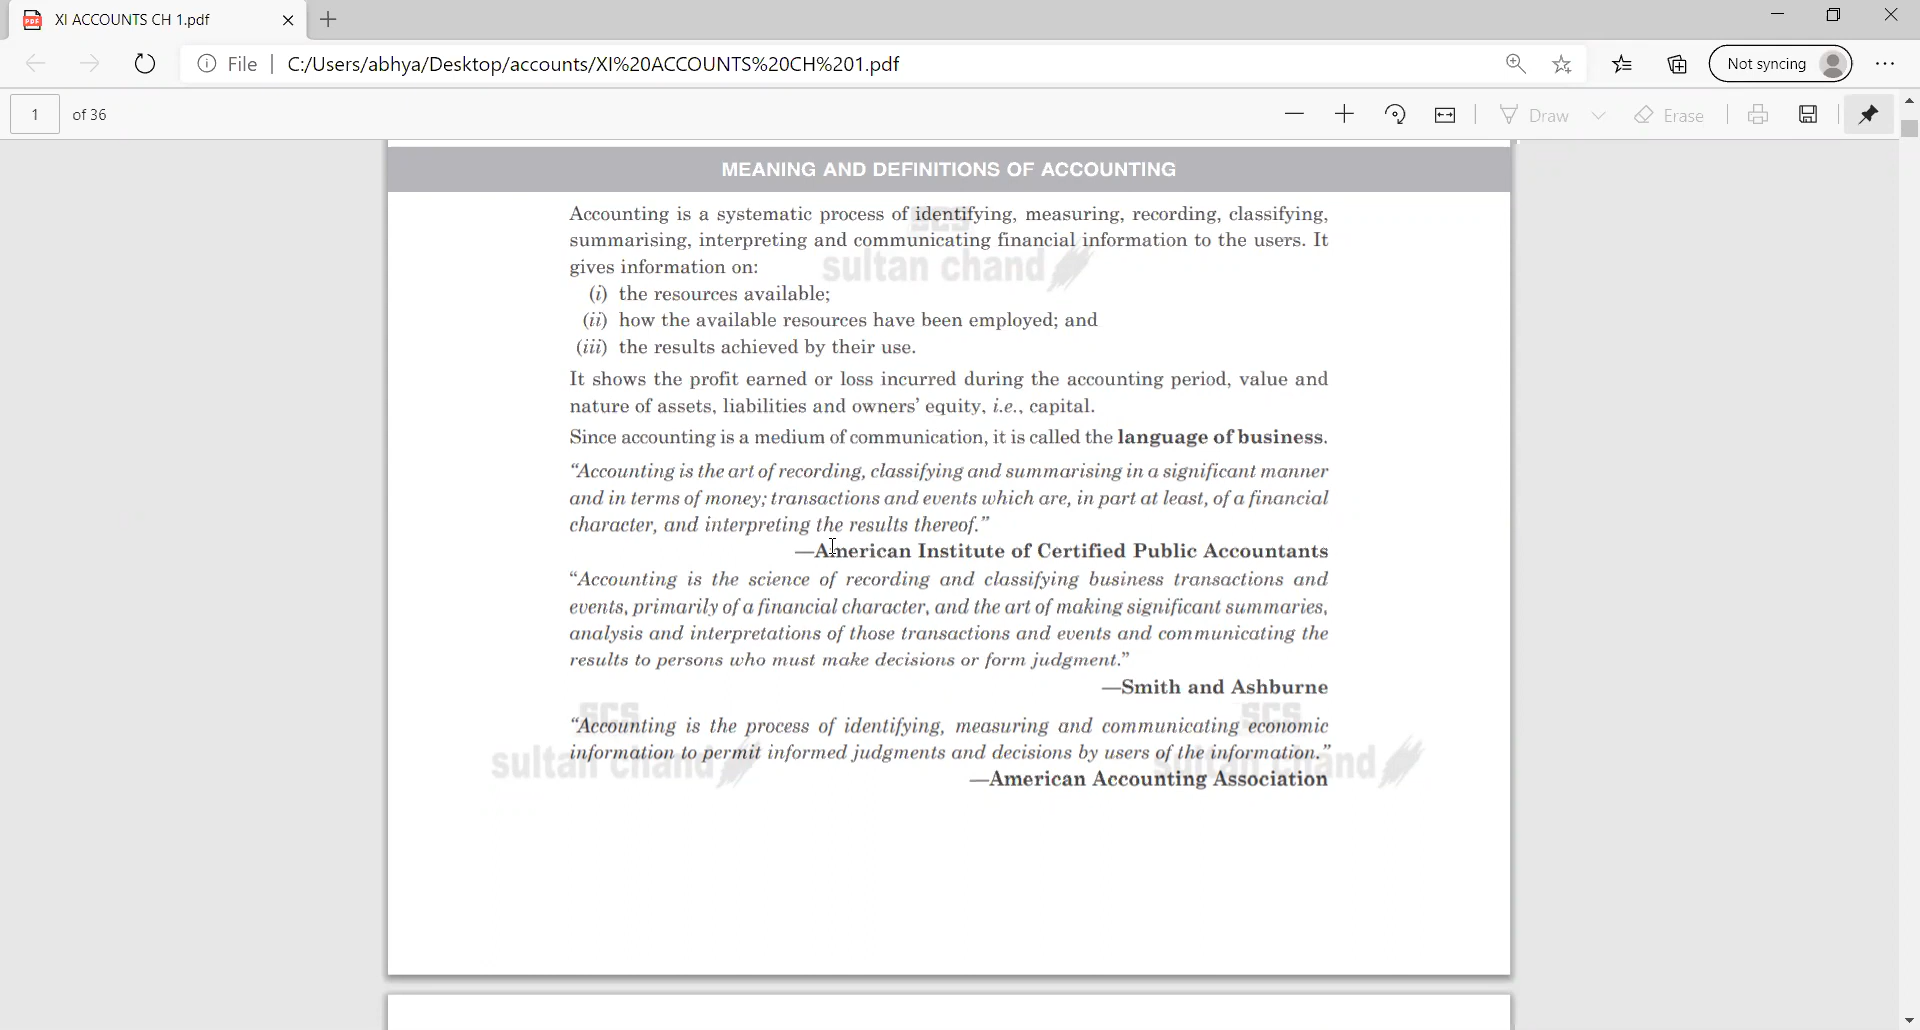 XI ACCOUNTS CH 1.pdf
File
C:/Users/abhya/Desktop/accounts/XI%20ACCOUNTS%20CH%201.pdf
Not syncing
1 of 36
Draw
Erase
MEANING AND DEFINITIONS OF ACCOUNTING
Accounting is a systematic process of identifying, measuring, recording, classifying,
summarising, interpreting and communicating financial information to the users. It
gives information on:
(i) the resources available;
(ii) how the available resources have been employed; and
(iii) the results achieved by their use.
It shows the profit earned or loss incurred during the accounting period, value and
nature of assets, liabilities and owners’ equity, i.e., capital.
Since accounting is a medium of communication, it is called the language of business.
“Accounting is the art of recording, classifying and summarising in a significant manner
and in terms of money; transactions and events which are, in part at least, of a financial
character, and interpreting the results thereof.”
—American Institute of Certified Public Accountants
“Accounting is the science of recording and classifying business transactions and
events, primarily of a financial character, and the art of making significant summaries,
analysis and interpretations of those transactions and events and communicating the
results to persons who must make decisions or form judgment.”
—Smith and Ashburne
“Accounting is the process of identifying, measuring and communicating economic
information to permit informed judgments and decisions by users of the information.”
—American Accounting Association
SCS
sultan chand
SCS
sultan chand
SCS
sultan chand